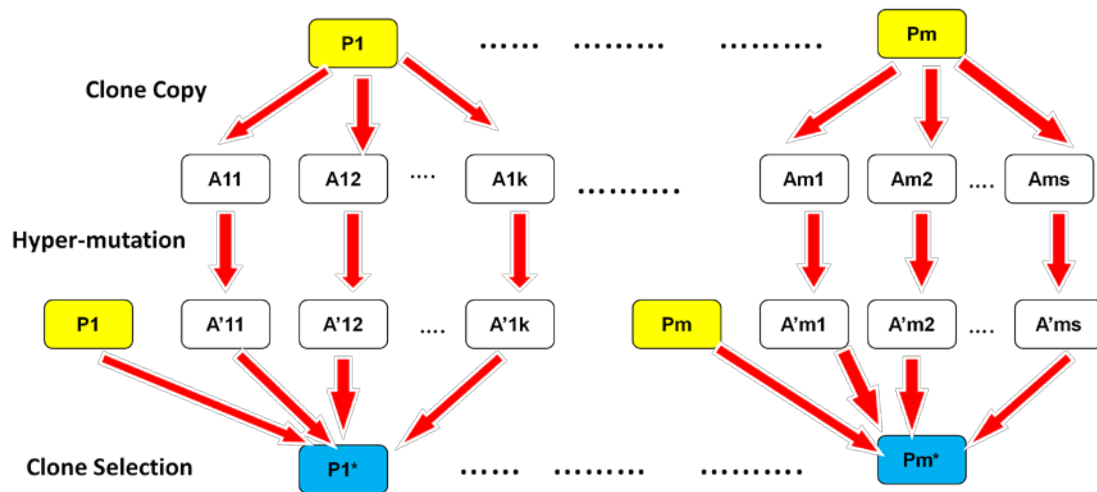 P1 ...... ......... .......... Pm
Clone Copy
A11 A12 .... A1k .......... Am1 Am2 .... Ams
Hyper-mutation
P1 A'11 A'12 .... A'1k Pm A'm1 A'm2 .... A'ms
Clone Selection P1* ...... ......... .......... Pm*